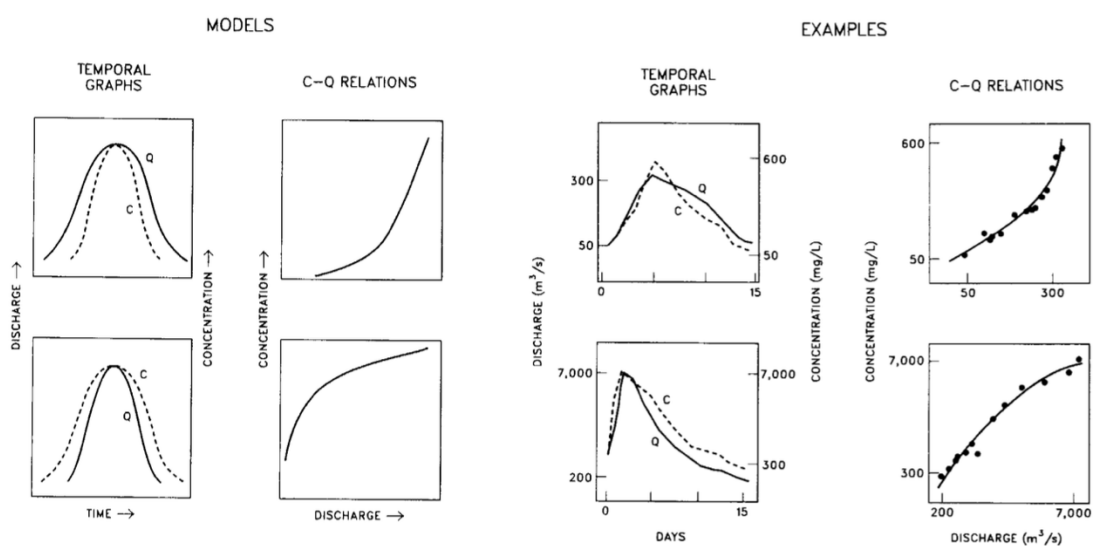 MODELS
EXAMPLES
TEMPORAL
GRAPHS
C-Q RELATIONS
TEMPORAL
GRAPHS
C-Q RELATIONS
DISCHARGE →
Q
C
CONCENTRATION →
CONCENTRATION →
DISCHARGE (m³/s)
300
50
Q
C
600
50
0
15
CONCENTRATION (mg/L)
CONCENTRATION (mg/L)
600
50
50
300
C
Q
TIME →
DISCHARGE →
7,000
200
C
Q
7,000
300
0
15
DAYS
7,000
300
200
7,000
DISCHARGE (m³/s)